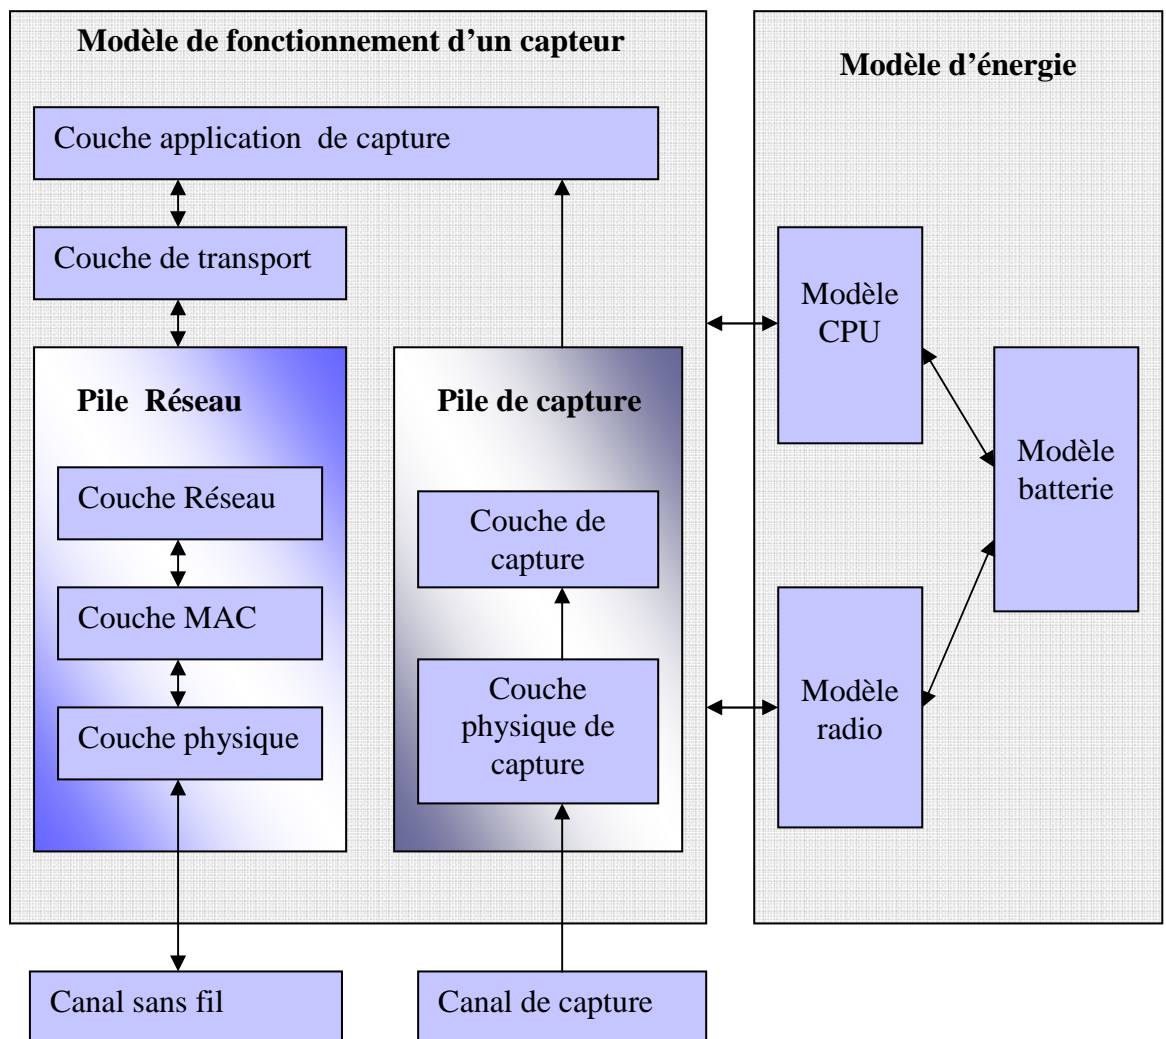 Modèle de fonctionnement d’un capteur
Couche application de capture
Couche de transport
Pile Réseau
Couche Réseau
Couche MAC
Couche physique
Pile de capture
Couche de
capture
Couche
physique de
capture
Canal sans fil
Canal de capture
Modèle d’énergie
Modèle
CPU
Modèle
batterie
Modèle
radio